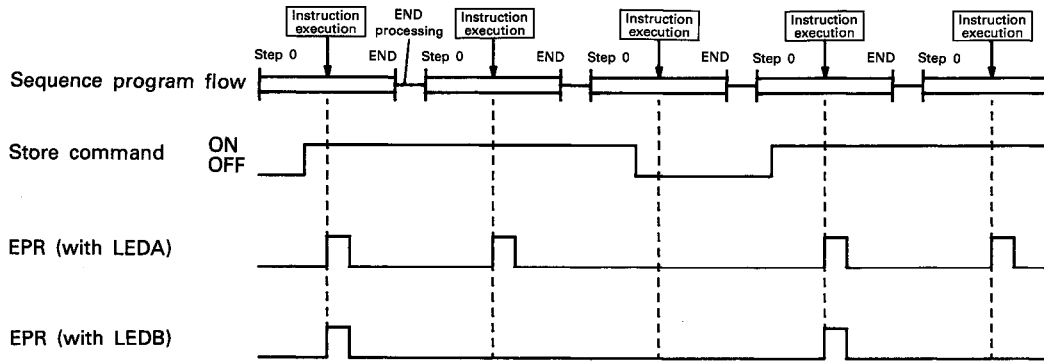 Instruction execution
END processing
Instruction execution
Instruction execution
Instruction execution
Instruction execution
Step 0 END Step 0 END Step 0 END Step 0 END Step 0
Sequence program flow
Store command ON
OFF
EPR (with LEDA)
EPR (with LEDB)